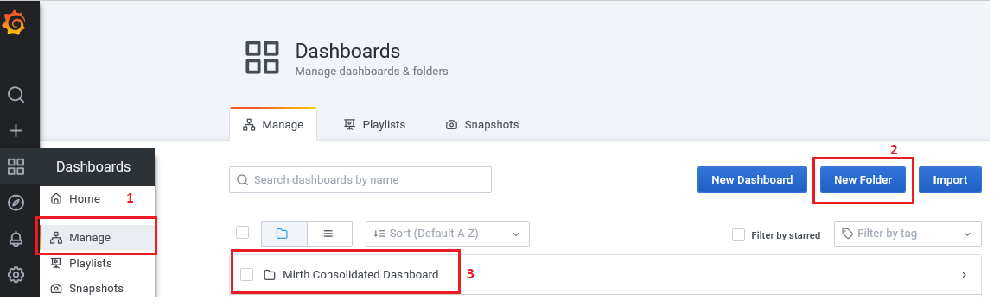 Dashboards
Manage dashboards & folders
Manage
Playlists
Snapshots
Dashboards
Home
1
Manage
Playlists
Snapshots
2
Search dashboards by name
New Dashboard
New Folder
Import
Sort (Default A-Z)
Filter by starred
Filter by tag
Mirth Consolidated Dashboard
3